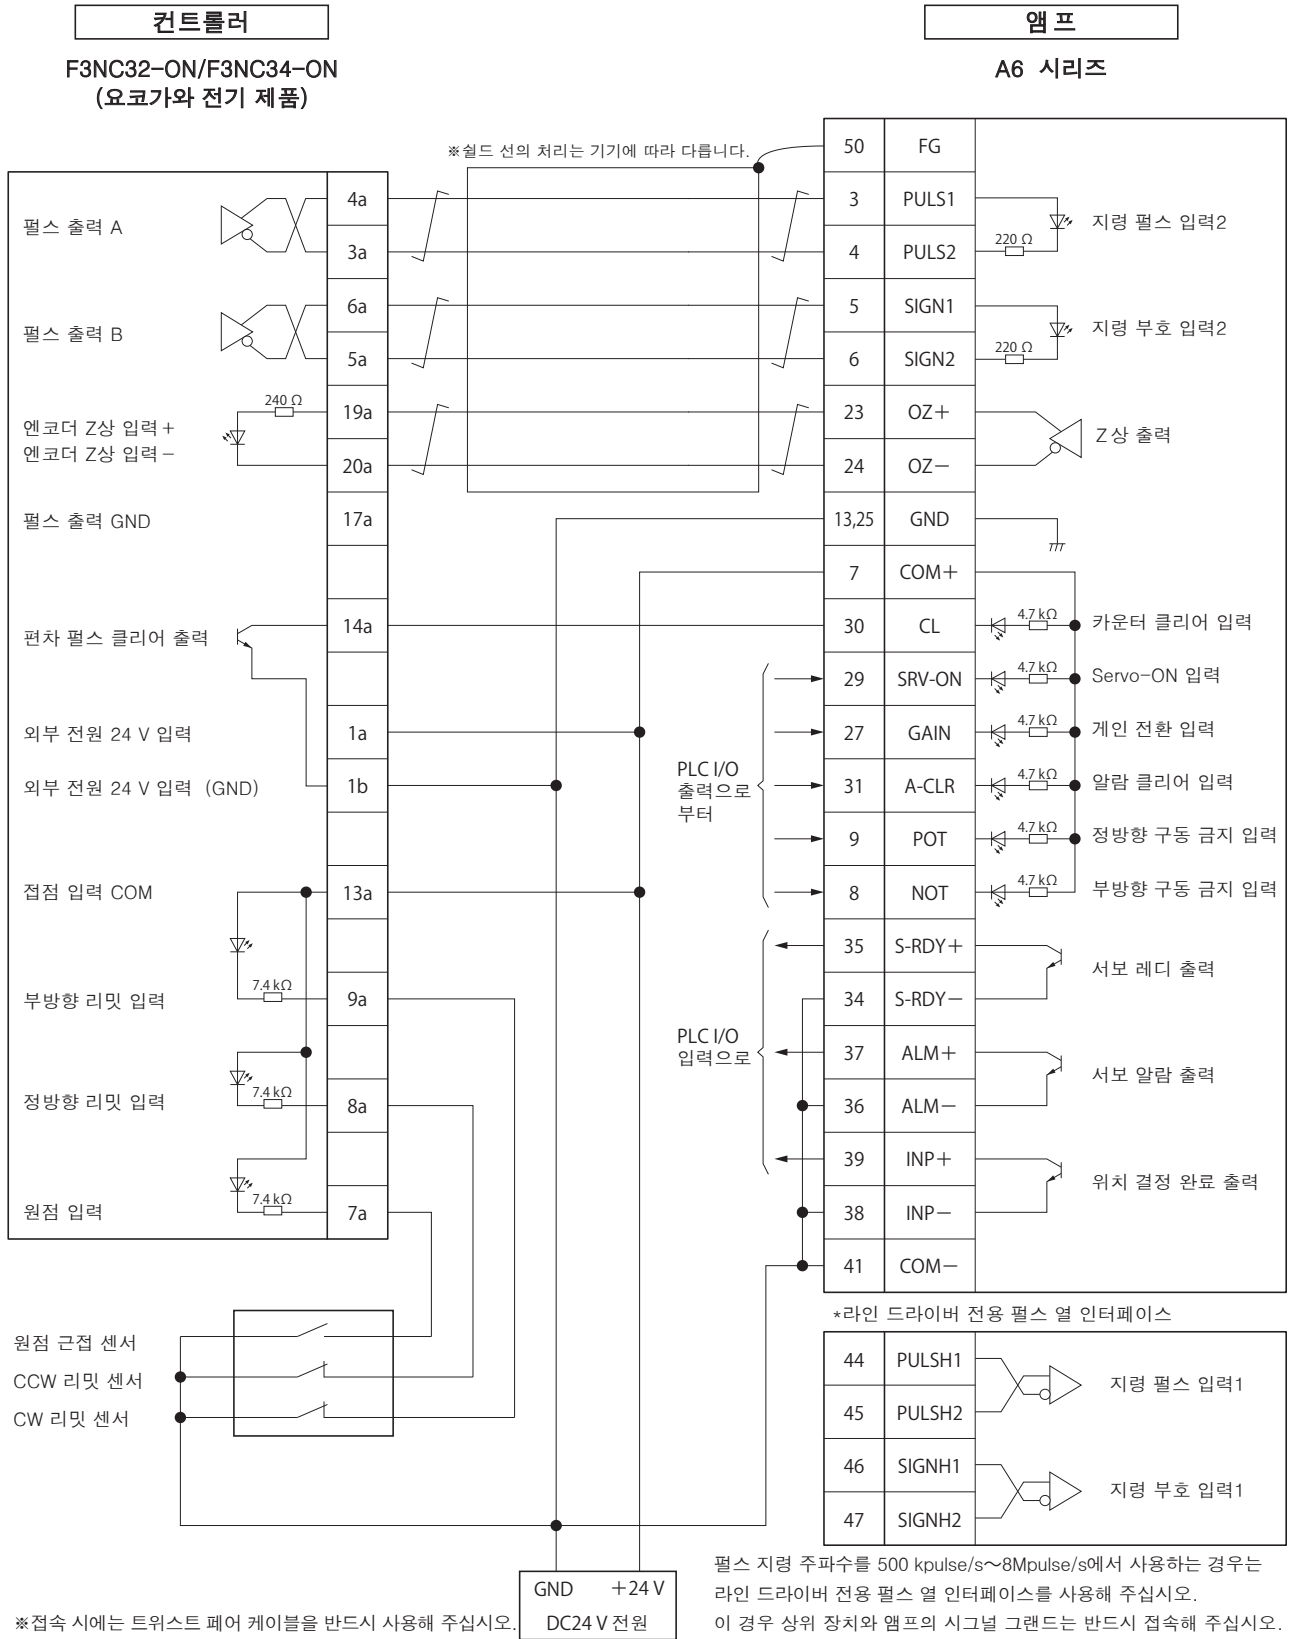 컨트롤러
F3NC32-ON/F3NC34-ON
(요코가와 전기 제품)
앰프
A6 시리즈
※쉴드 선의 처리는 기기에 따라 다릅니다.
펄스 출력 A
4a
3a
펄스 출력 B
6a
5a
240 Ω
엔코더 Z상 입력+
엔코더 Z상 입력-
19a
20a
펄스 출력 GND
17a
편차 펄스 클리어 출력
14a
외부 전원 24 V 입력
1a
외부 전원 24 V 입력 (GND)
1b
접점 입력 COM
13a
부방향 리밋 입력
7.4 kΩ
9a
정방향 리밋 입력
7.4 kΩ
8a
원점 입력
7.4 kΩ
7a
원점 근접 센서
CCW 리밋 센서
CW 리밋 센서
PLC I/O
출력으로
부터
PLC I/O
입력으로
50 FG
3 PULS1
4 PULS2
220 Ω
지령 펄스 입력2
5 SIGN1
6 SIGN2
220 Ω
지령 부호 입력2
23 OZ+
24 OZ-
Z상 출력
13,25 GND
7 COM+
30 CL 4.7 kΩ 카운터 클리어 입력
29 SRV-ON 4.7 kΩ Servo-ON 입력
27 GAIN 4.7 kΩ 게인 전환 입력
31 A-CLR 4.7 kΩ 알람 클리어 입력
9 POT 4.7 kΩ 정방향 구동 금지 입력
8 NOT 4.7 kΩ 부방향 구동 금지 입력
35 S-RDY+
34 S-RDY-
서보 레디 출력
37 ALM+
36 ALM-
서보 알람 출력
39 INP+
38 INP-
위치 결정 완료 출력
41 COM-
*라인 드라이버 전용 펄스 열 인터페이스
44 PULSH1
45 PULSH2
지령 펄스 입력1
46 SIGNH1
47 SIGNH2
지령 부호 입력1
펄스 지령 주파수를 500 kpulse/s~8Mpulse/s에서 사용하는 경우는
라인 드라이버 전용 펄스 열 인터페이스를 사용해 주십시오.
이 경우 상위 장치와 앰프의 시그널 그랜드는 반드시 접속해 주십시오.
GND +24 V
DC24 V 전원
※접속 시에는 트위스트 페어 케이블을 반드시 사용해 주십시오.